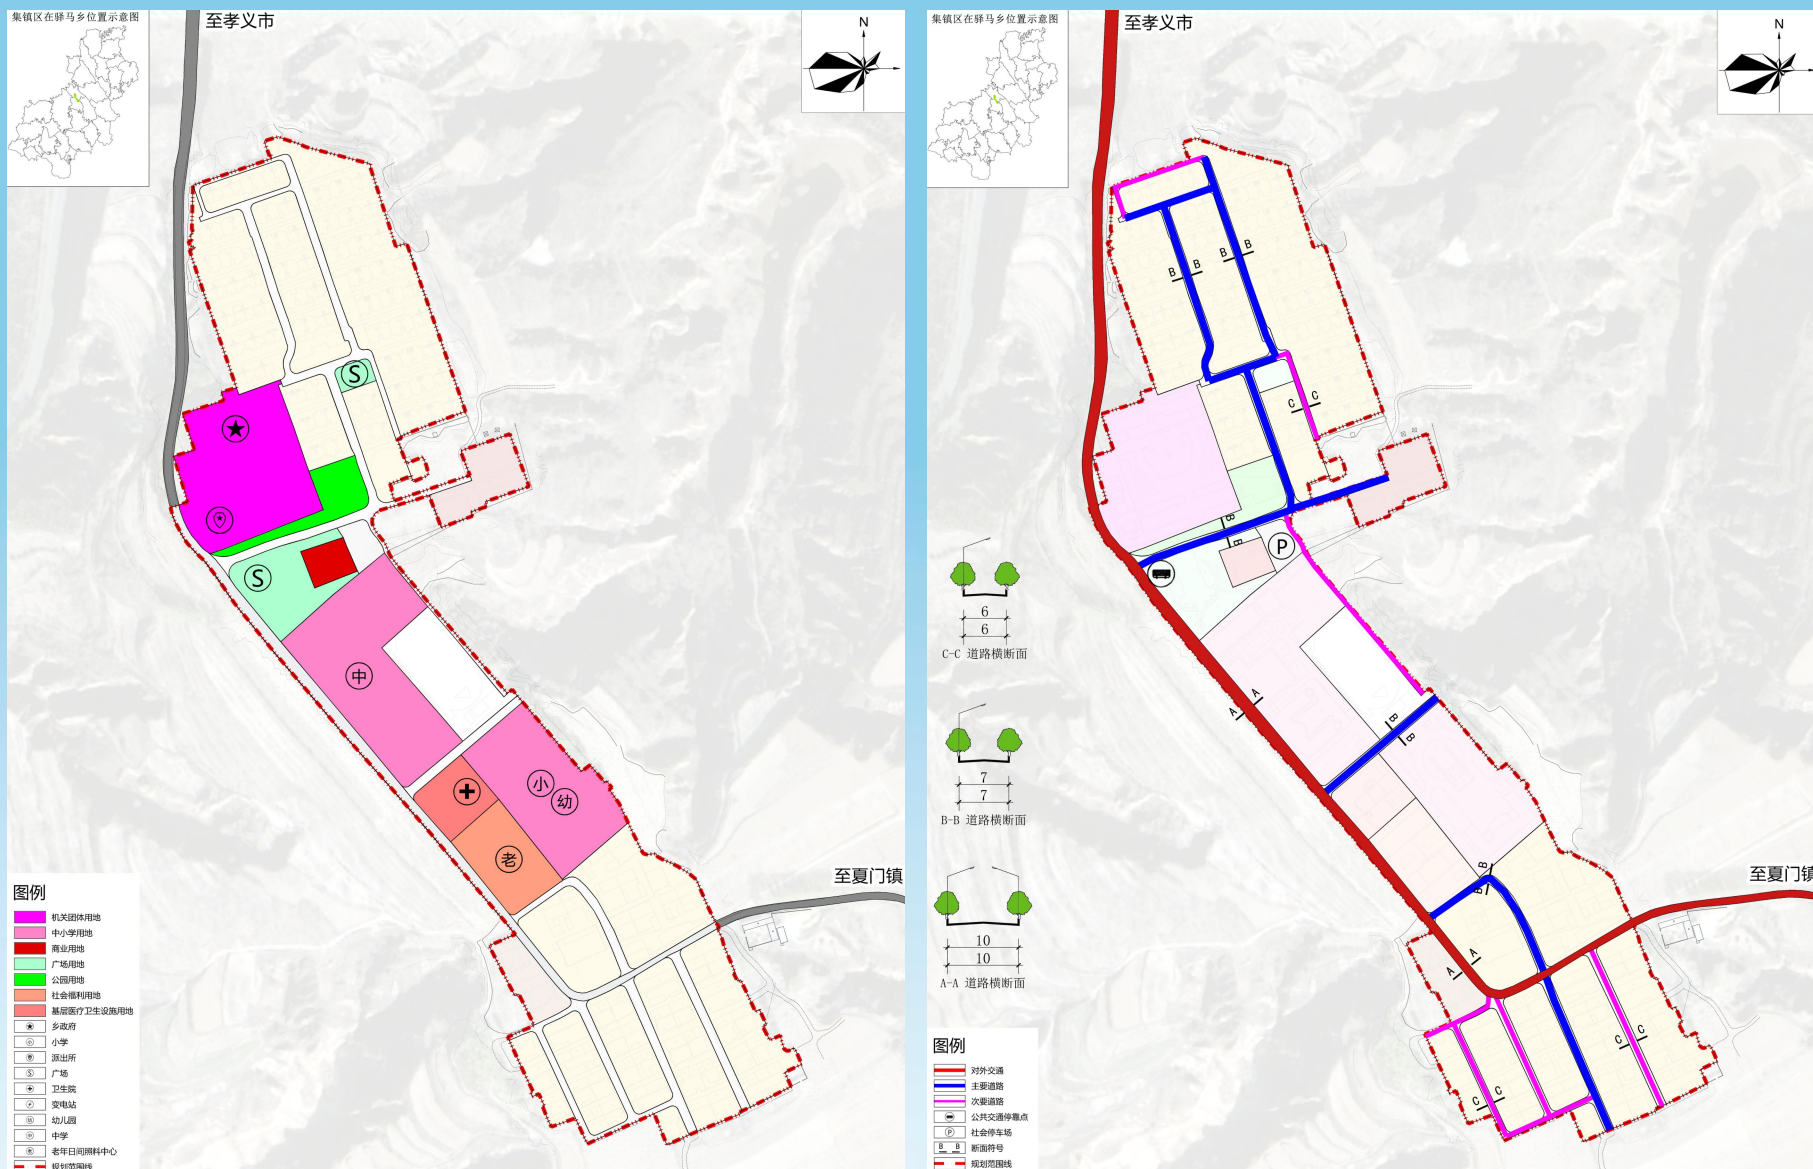 集镇区在驿马乡位置示意图
至孝义市
N
S
S
中
小
幼
老
至夏门镇
图例
机关团体用地
中小学用地
商业用地
广场用地
公园用地
社会福利用地
基层医疗卫生设施用地
乡政府
小学
派出所
S 广场
卫生院
变电站
幼儿园
中 中学
老年日间照料中心
规划范围线
集镇区在驿马乡位置示意图
至孝义市
N
B B
B B
C C
B
B
P
A A
B
B
B
B
A A
C C
C C
6
6
C-C 道路横断面
7
7
B-B 道路横断面
10
10
A-A 道路横断面
至夏门镇
图例
对外交通
主要道路
次要道路
公共交通停靠点
P 社会停车场
B B 断面符号
规划范围线